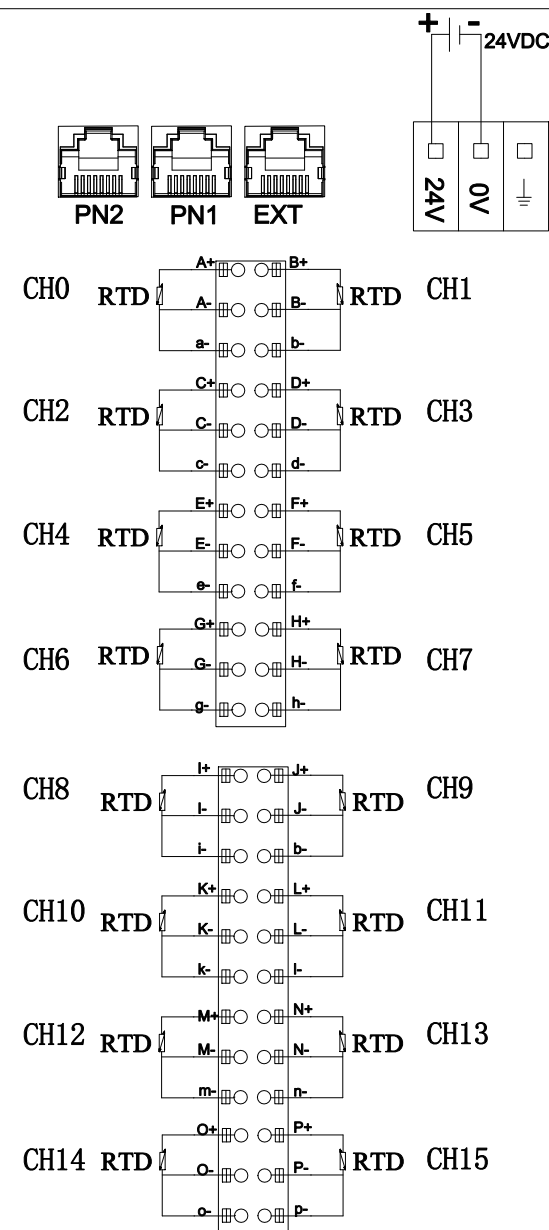 + - 24VDC
24V 0V
PN2 PN1 EXT
A+ B+
CH0 RTD A- B- RTD CH1
a- b-
C+ D+
CH2 RTD C- D- RTD CH3
c- d-
E+ F+
CH4 RTD E- F- RTD CH5
e- f-
G+ H+
CH6 RTD G- H- RTD CH7
g- h-
I+ J+
CH8 RTD I- J- RTD CH9
i- b-
K+ L+
CH10 RTD K- L- RTD CH11
k- l-
M+ N+
CH12 RTD M- N- RTD CH13
m- n-
O+ P+
CH14 RTD O- P- RTD CH15
o- p-